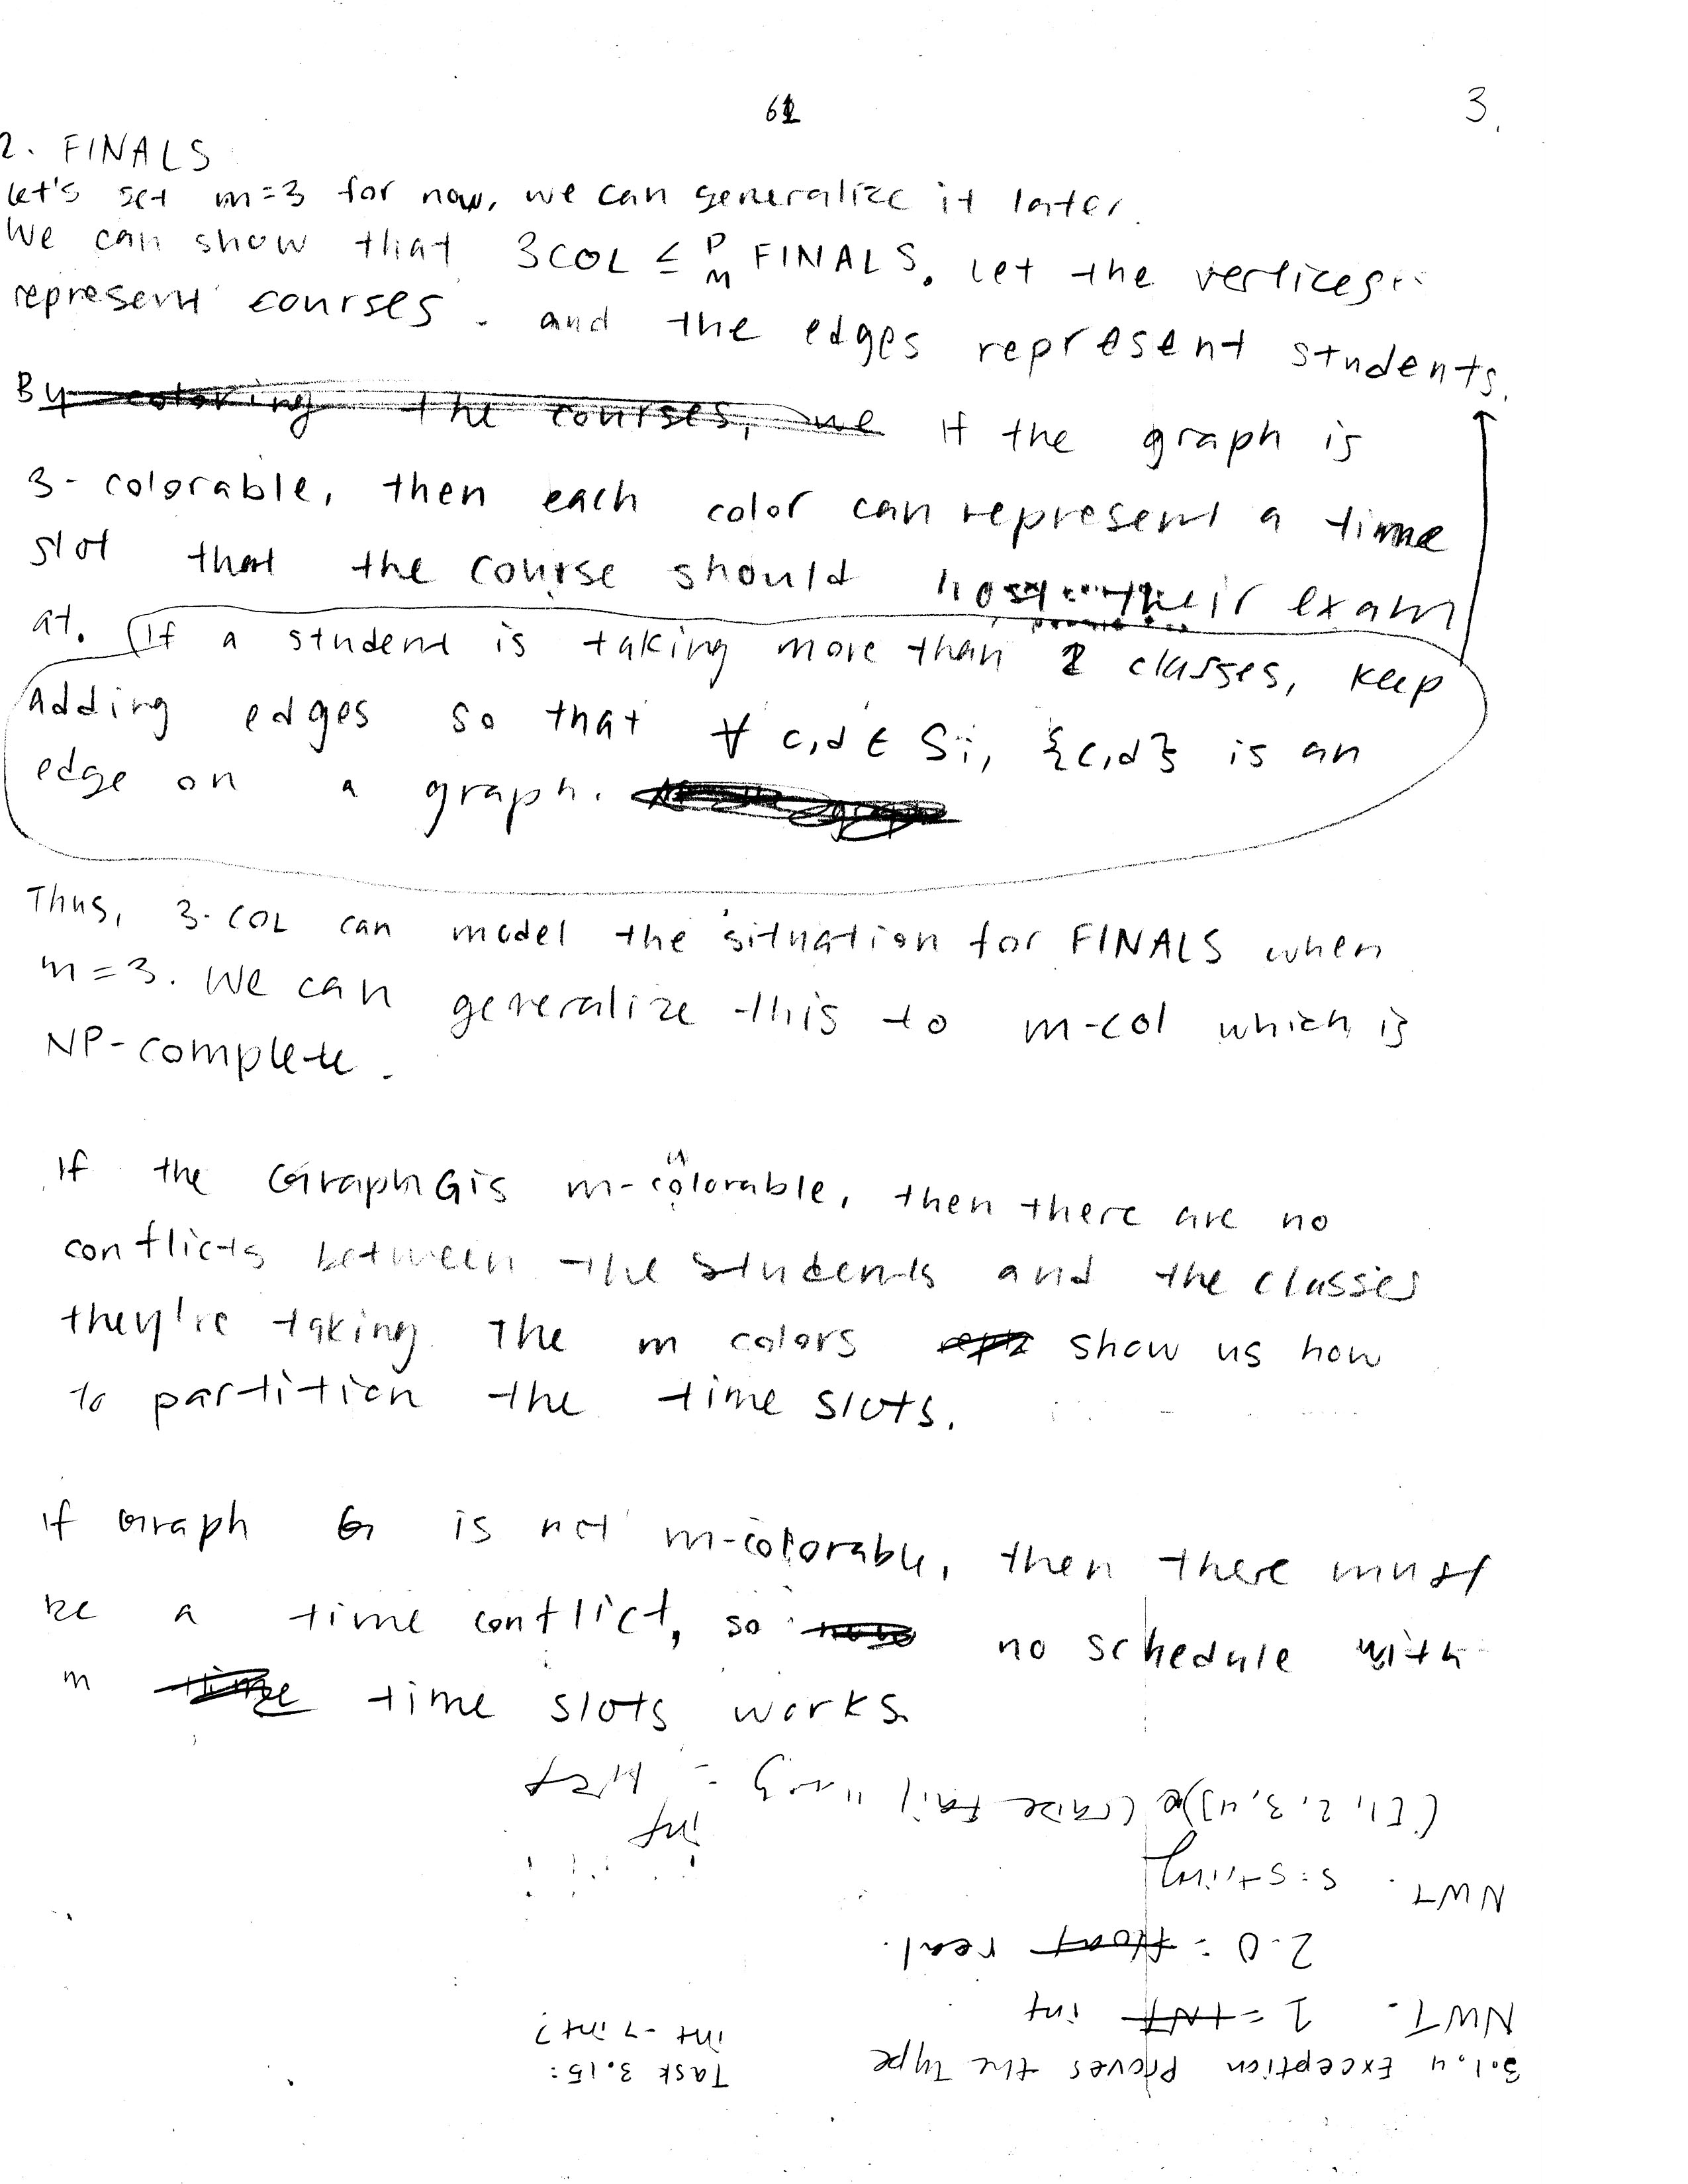 61
3.
2. FINALS
Let's set m=3 for now, we can generalize it later.
We can show that 3COL ≤ᴾₘ FINALS. Let the vertices
represent courses. and the edges represent students.
By coloring the courses, we If the graph is
3-colorable, then each color can represent a time
slot that the course should host their exam
at. If a student is taking more than 2 classes, keep
adding edges so that ∀ c,d ∈ Si, {c,d} is an
edge on a graph.
Thus, 3-COL can model the situation for FINALS when
m=3. We can generalize this to m-col which is
NP-complete.
If the Graph G is m-colorable, then there are no
conflicts between the students and the classes
they're taking. The m colors show us how
to partition the time slots.
If Graph G is not m-colorable, then there must
be a time conflict, so no schedule with
m time time slots works.
3.1.4 Exception Proves the Type
Task 3.15:
int -> int?
NWT. 1 = INT int
2.0 = float real.
NWT. s:string
int
([1,2,3,4]@(raise Fail "